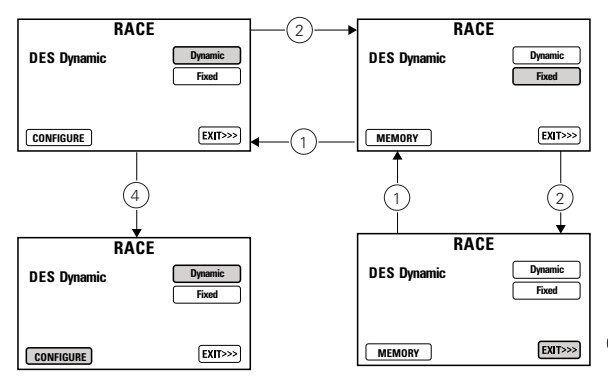 RACE
DES Dynamic
Dynamic
Fixed
CONFIGURE
EXIT>>>
2
RACE
DES Dynamic
Dynamic
Fixed
MEMORY
EXIT>>>
1
4
1
2
RACE
DES Dynamic
Dynamic
Fixed
CONFIGURE
EXIT>>>
RACE
DES Dynamic
Dynamic
Fixed
MEMORY
EXIT>>>